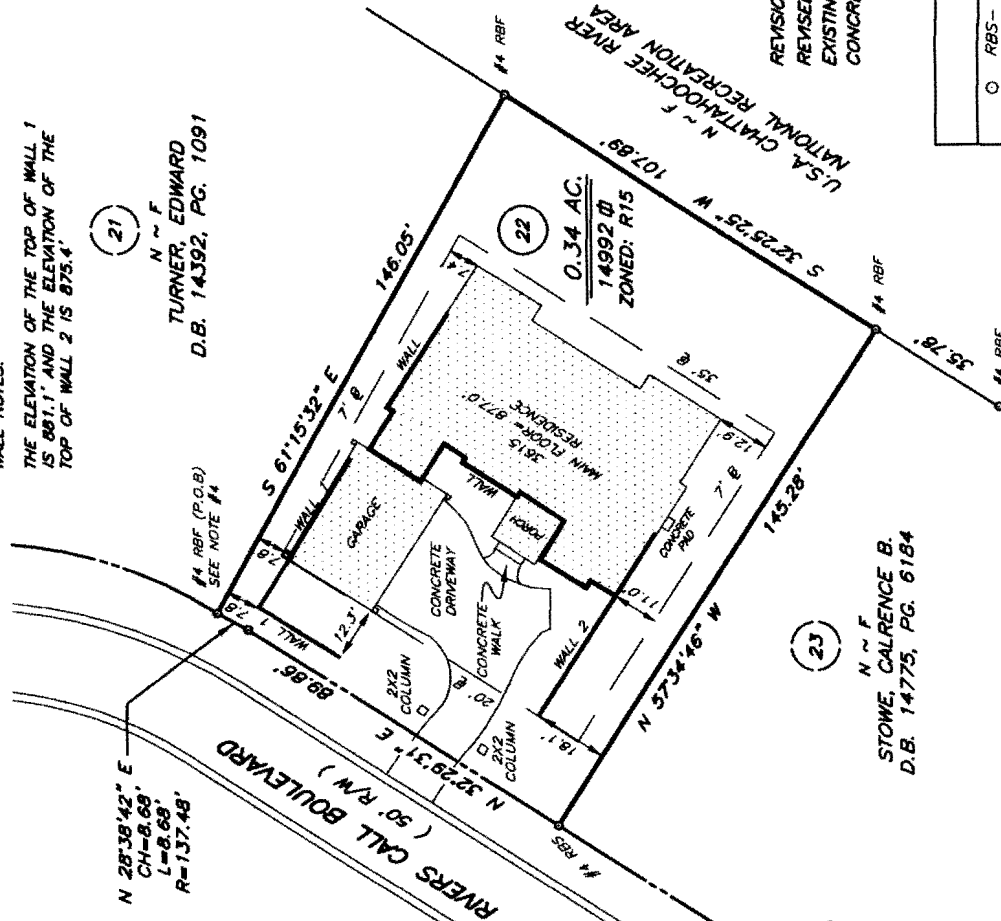 WALL NOTES:
THE ELEVATION OF THE TOP OF WALL 1
IS 881.1' AND THE ELEVATION OF THE
TOP OF WALL 2 IS 875.4'
21
N ~ F
TURNER, EDWARD
D.B. 14392, PG. 1091
#4 RBF
N ~ F
U.S.A. CHATTAHOOCHEE RIVER
NATIONAL RECREATION AREA
REVISED
EXISTIN
CONCRE
RBS-
#4 RBF (P.O.B)
SEE NOTE #4
S 61°15'32" E
146.05'
22
0.34 AC.
14992 ⏍
ZONED: R15
107.89'
S 32°25'25" W
#4 RBF
35.78'
#4 RBF
7.8
7.8
WALL
7' B
WALL
7.4'
GARAGE
WALL 1
12.3'
3615
MAIN FLOOR= 877.0'
RESIDENCE
WALL
PORCH
35' B
12.9'
7' B
CONCRETE
DRIVEWAY
CONCRETE
WALK
CONCRETE
PAD
11.0'
WALL 2
2X2
COLUMN
20' B
2X2
COLUMN
18.1'
89.86'
N 32°29'31" E
145.28'
N 57°34'46" W
#4 RBS
N 28°38'42" E
CH=8.68'
L=8.68'
R=137.48'
RIVERS CALL BOULEVARD
( 50' R/W )
23
N ~ F
STOWE, CALRENCE B.
D.B. 14775, PG. 6184